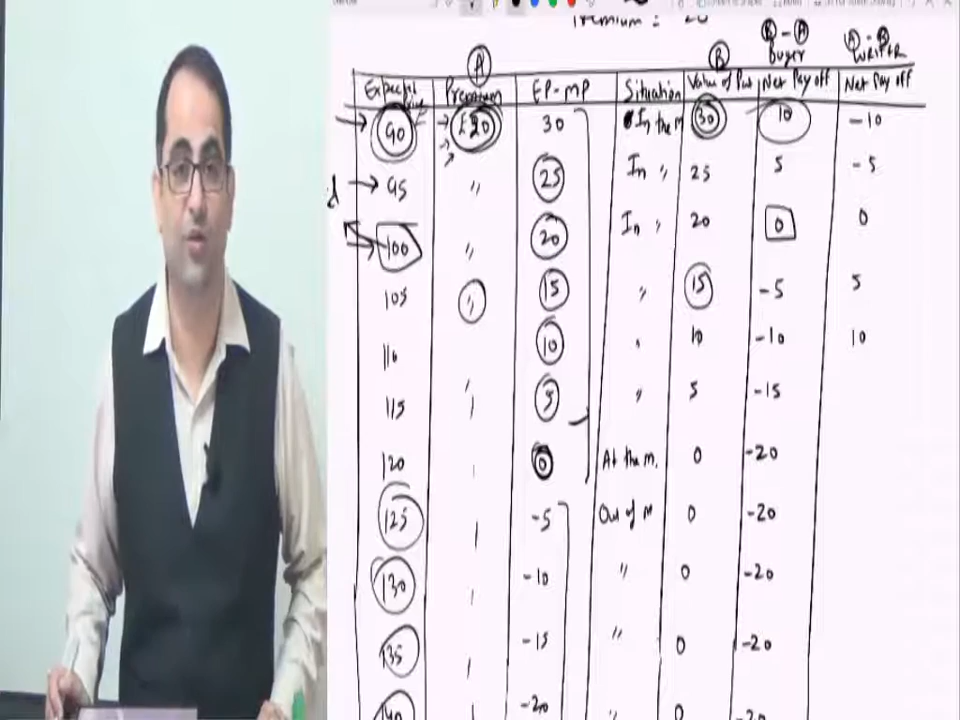 Premium = 20
Ⓑ - Ⓐ Ⓐ - Ⓑ
Ⓐ Ⓑ Buyer WRITER
Expected Price Premium EP-MP Situation Value of Put Net Pay off Net Pay off
90 £20 30 In the M 30 10 -10
95 " 25 In " 25 5 -5
100 " 20 In " 20 0 0
105 " 15 " 15 -5 5
110 10 " 10 -10 10
115 " 5 " 5 -15
120 0 At the M. 0 -20
125 -5 Out of M 0 -20
130 -10 " 0 -20
135 -15 " 0 -20
140 -20 " 0 -20